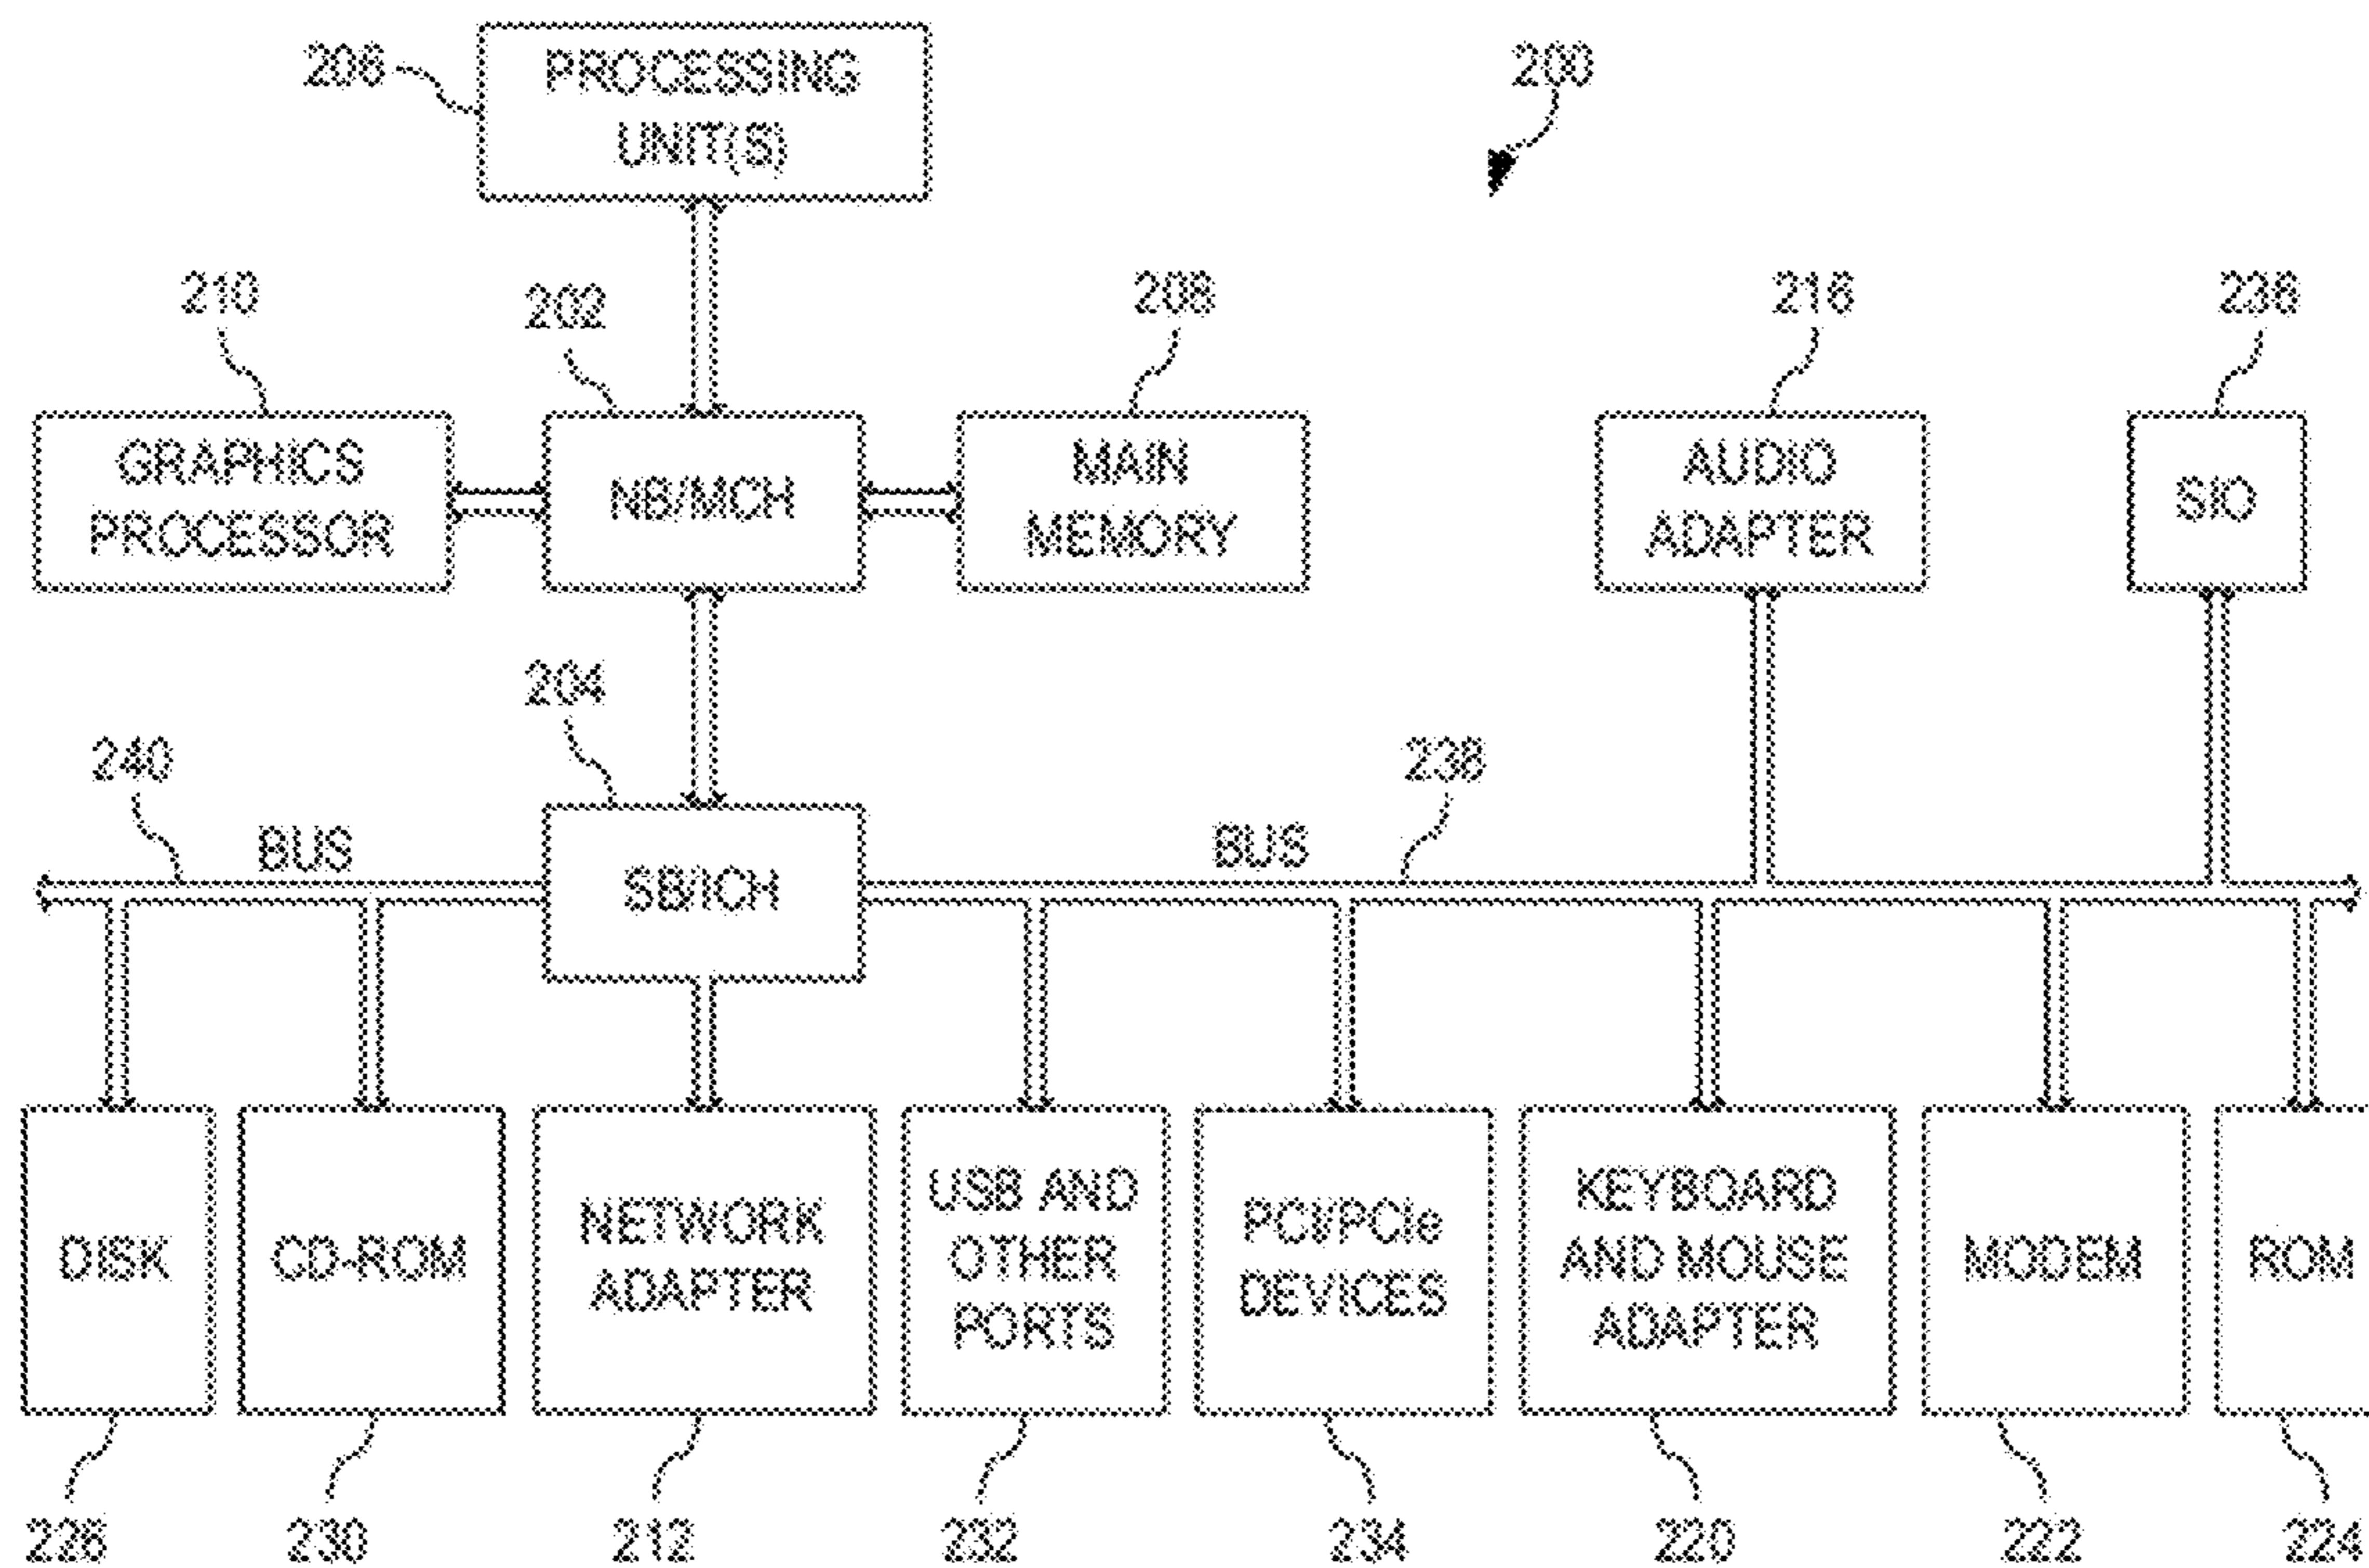 206
PROCESSING
UNIT(S)
200
210
202
208
216
236
GRAPHICS
PROCESSOR
NB/MCH
MAIN
MEMORY
AUDIO
ADAPTER
SIO
204
240
238
BUS
BUS
SB/ICH
DISK
CD-ROM
NETWORK
ADAPTER
USB AND
OTHER
PORTS
PCI/PCIe
DEVICES
KEYBOARD
AND MOUSE
ADAPTER
MODEM
ROM
226
230
212
232
234
220
222
224